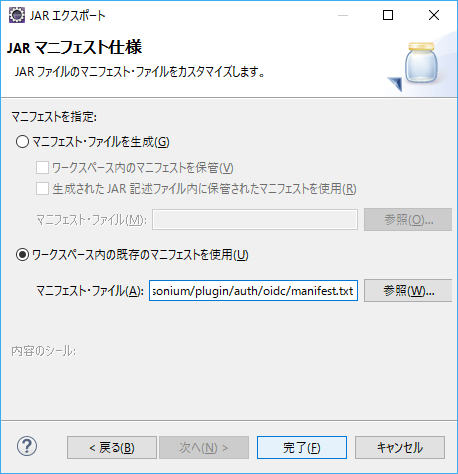 JAR エクスポート
JAR マニフェスト仕様
JAR ファイルのマニフェスト・ファイルをカスタマイズします。
マニフェストを指定:
マニフェスト・ファイルを生成(G)
ワークスペース内のマニフェストを保管(V)
生成された JAR 記述ファイル内に保管されたマニフェストを使用(R)
マニフェスト・ファイル(M): 参照(O)...
ワークスペース内の既存のマニフェストを使用(U)
マニフェスト・ファイル(A): sonium/plugin/auth/oidc/manifest.txt 参照(W)...
内容のシール:
? < 戻る(B) 次へ(N) > 完了(F) キャンセル